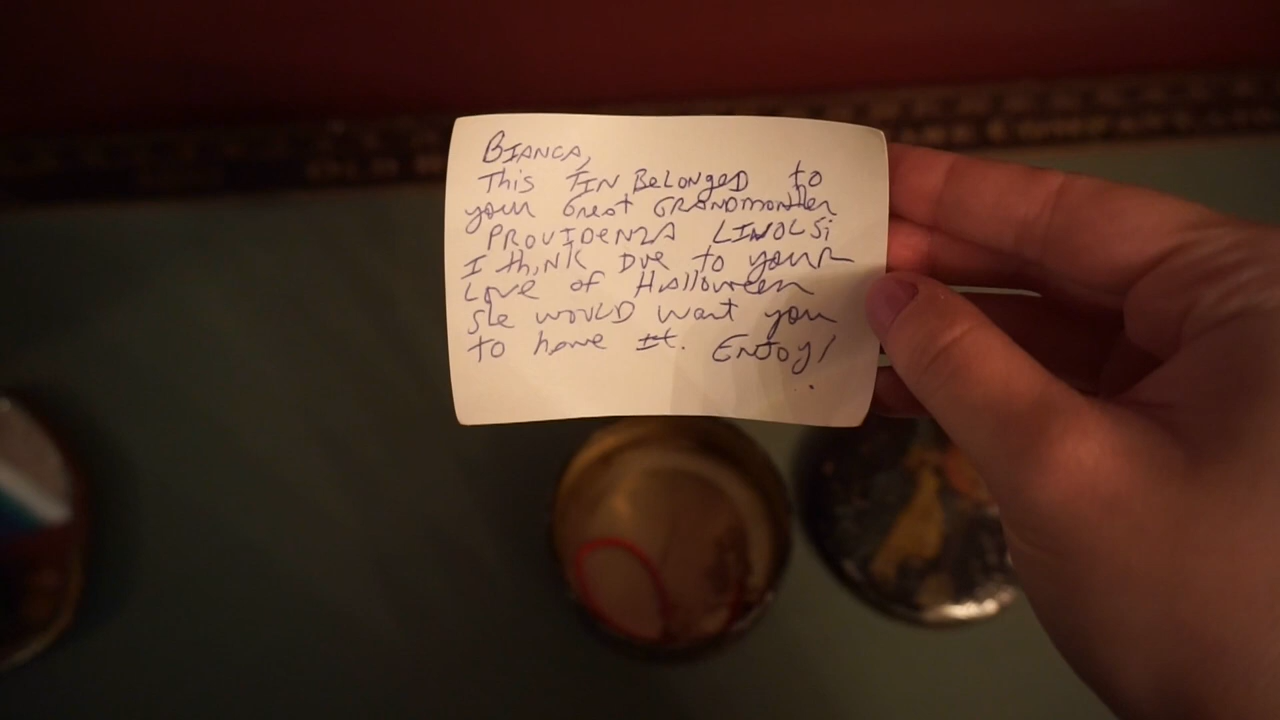 BIANCA,
This TIN BeLONGED to
your Great GRANDmother
PROVIDENZA LINOLSi
I thiNK DUE to your
Love of Halloween
She WOULD want you
to have it. ENJOY!